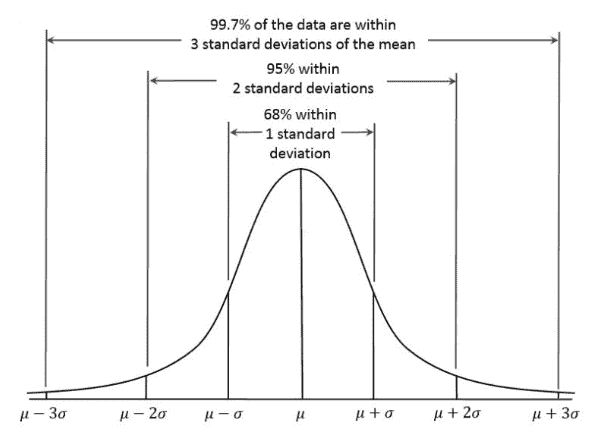 99.7% of the data are within
3 standard deviations of the mean
95% within
2 standard deviations
68% within
1 standard
deviation
μ − 3σ μ − 2σ μ − σ μ μ + σ μ + 2σ μ + 3σ